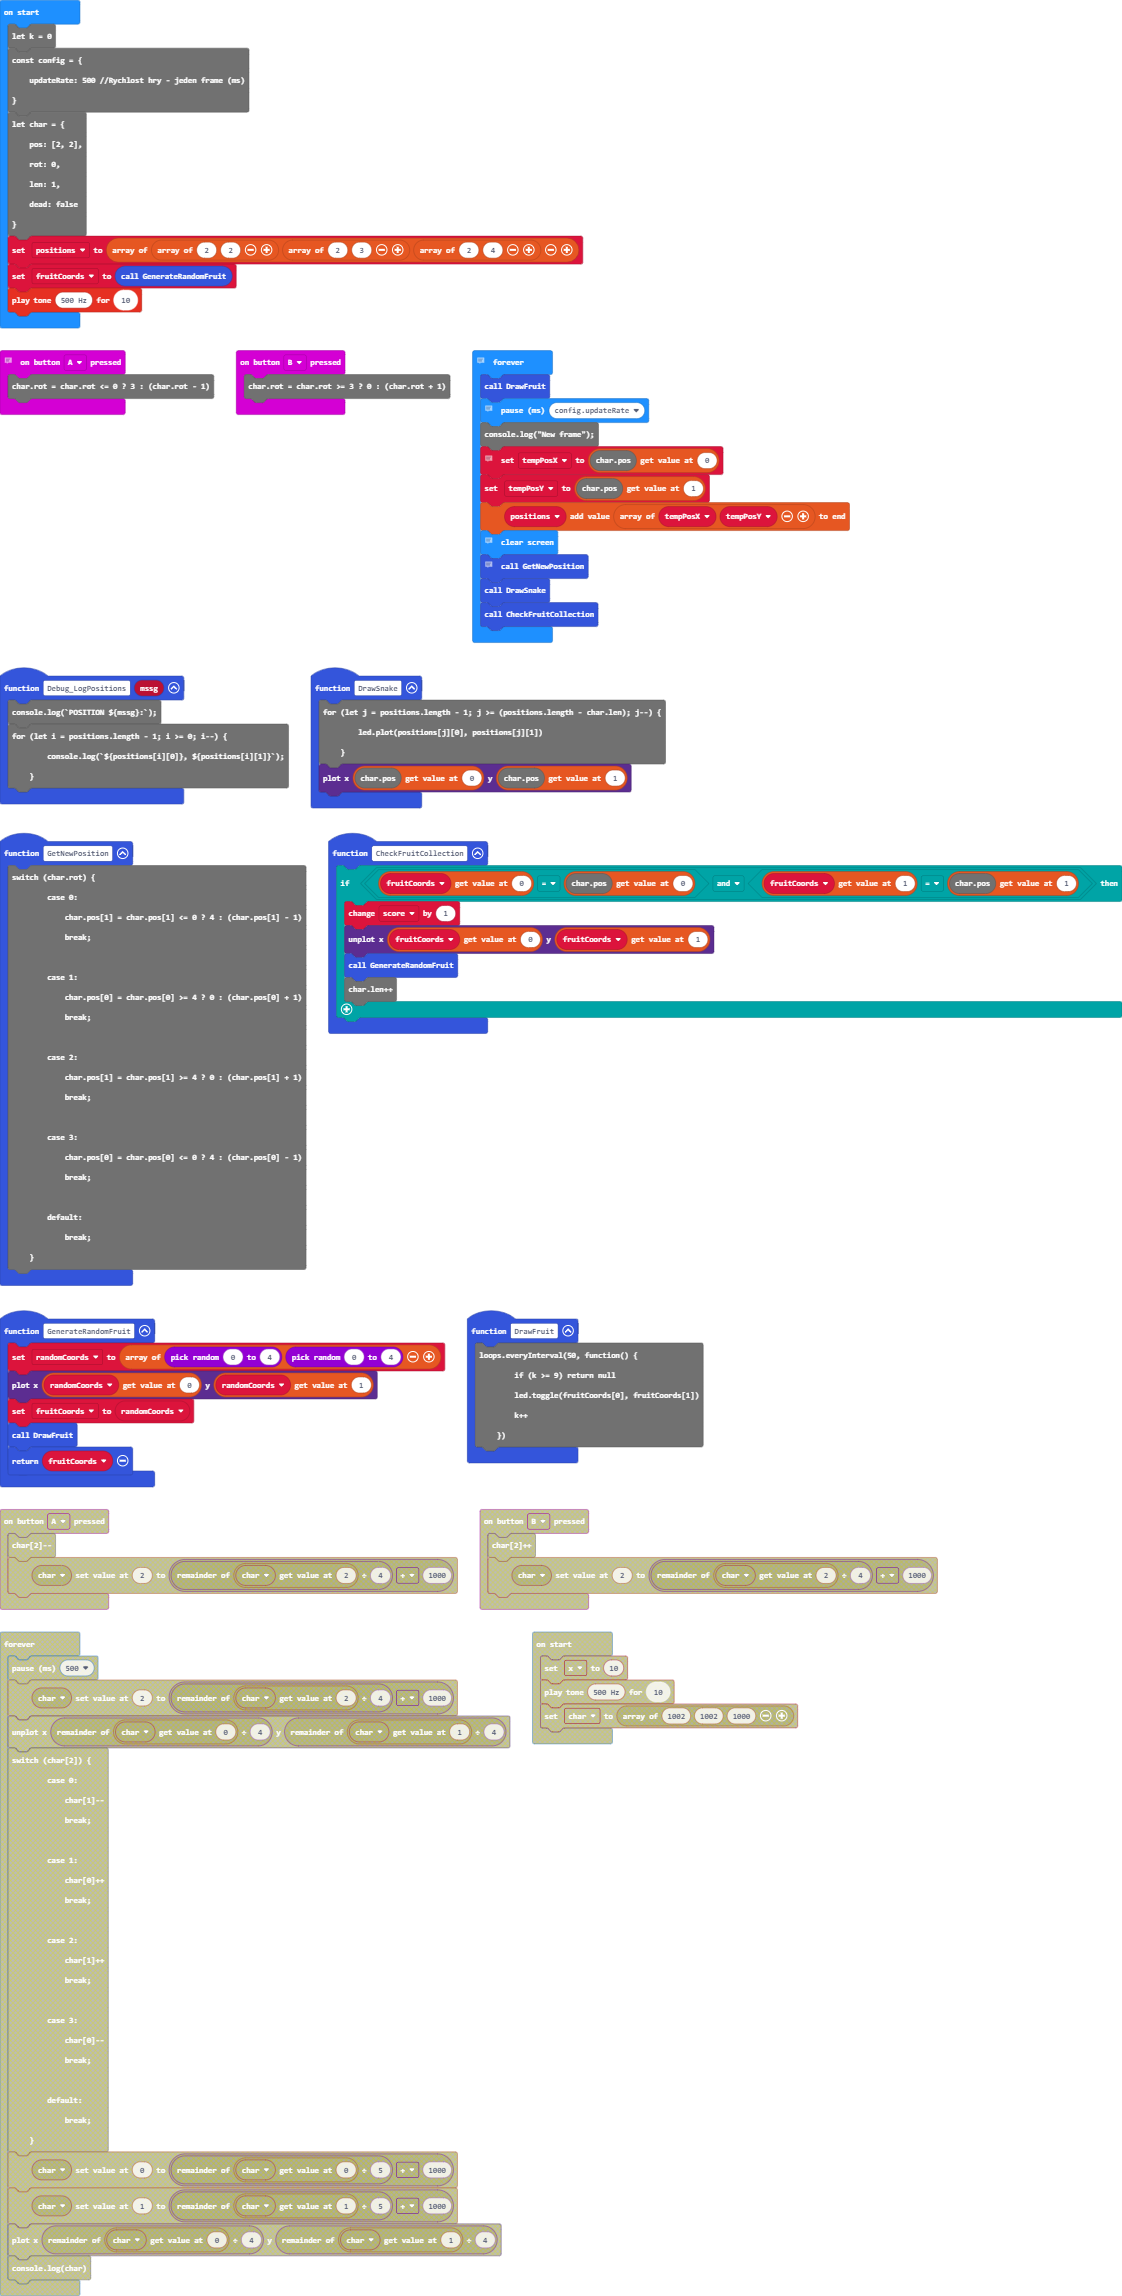 on start
let k = 0
const config = {
updateRate: 500 //Rychlost hry - jeden frame (ms)
}
let char = {
pos: [2, 2],
rot: 0,
len: 1,
dead: false
}
set positions to array of array of 2 2 array of 2 3 array of 2 4
set fruitCoords to call GenerateRandomFruit
play tone 500 Hz for 10
on button A pressed
char.rot = char.rot <= 0 ? 3 : (char.rot - 1)
on button B pressed
char.rot = char.rot >= 3 ? 0 : (char.rot + 1)
forever
call DrawFruit
pause (ms) config.updateRate
console.log("New frame");
set tempPosX to char.pos get value at 0
set tempPosY to char.pos get value at 1
positions add value array of tempPosX tempPosY to end
clear screen
call GetNewPosition
call DrawSnake
call CheckFruitCollection
function Debug_LogPositions mssg
console.log(`POSITION ${mssg}:`);
for (let i = positions.length - 1; i >= 0; i--) {
console.log(`${positions[i][0]}, ${positions[i][1]}`);
}
function DrawSnake
for (let j = positions.length - 1; j >= (positions.length - char.len); j--) {
led.plot(positions[j][0], positions[j][1])
}
plot x char.pos get value at 0 y char.pos get value at 1
function GetNewPosition
switch (char.rot) {
case 0:
char.pos[1] = char.pos[1] <= 0 ? 4 : (char.pos[1] - 1)
break;
case 1:
char.pos[0] = char.pos[0] >= 4 ? 0 : (char.pos[0] + 1)
break;
case 2:
char.pos[1] = char.pos[1] >= 4 ? 0 : (char.pos[1] + 1)
break;
case 3:
char.pos[0] = char.pos[0] <= 0 ? 4 : (char.pos[0] - 1)
break;
default:
break;
}
function CheckFruitCollection
if fruitCoords get value at 0 = char.pos get value at 0 and fruitCoords get value at 1 = char.pos get value at 1 then
change score by 1
unplot x fruitCoords get value at 0 y fruitCoords get value at 1
call GenerateRandomFruit
char.len++
function GenerateRandomFruit
set randomCoords to array of pick random 0 to 4 pick random 0 to 4
plot x randomCoords get value at 0 y randomCoords get value at 1
set fruitCoords to randomCoords
call DrawFruit
return fruitCoords
function DrawFruit
loops.everyInterval(50, function() {
if (k >= 9) return null
led.toggle(fruitCoords[0], fruitCoords[1])
k++
})
on button A pressed
char[2]--
char set value at 2 to remainder of char get value at 2 ÷ 4 + 1000
on button B pressed
char[2]++
char set value at 2 to remainder of char get value at 2 ÷ 4 + 1000
forever
pause (ms) 500
char set value at 2 to remainder of char get value at 2 ÷ 4 + 1000
unplot x remainder of char get value at 0 ÷ 4 y remainder of char get value at 1 ÷ 4
switch (char[2]) {
case 0:
char[1]--
break;
case 1:
char[0]++
break;
case 2:
char[1]++
break;
case 3:
char[0]--
break;
default:
break;
}
char set value at 0 to remainder of char get value at 0 ÷ 5 + 1000
char set value at 1 to remainder of char get value at 1 ÷ 5 + 1000
plot x remainder of char get value at 0 ÷ 4 y remainder of char get value at 1 ÷ 4
console.log(char)
on start
set x to 10
play tone 500 Hz for 10
set char to array of 1002 1002 1000